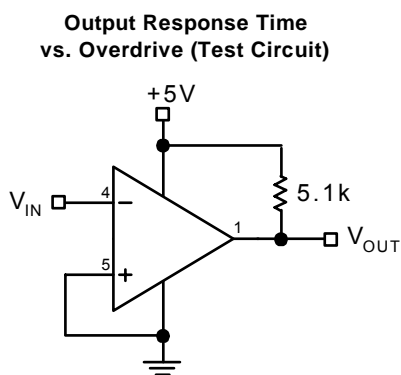 Output Response Time
vs. Overdrive (Test Circuit)
+5V
V_IN
4
−
5.1k
1
V_OUT
5
+